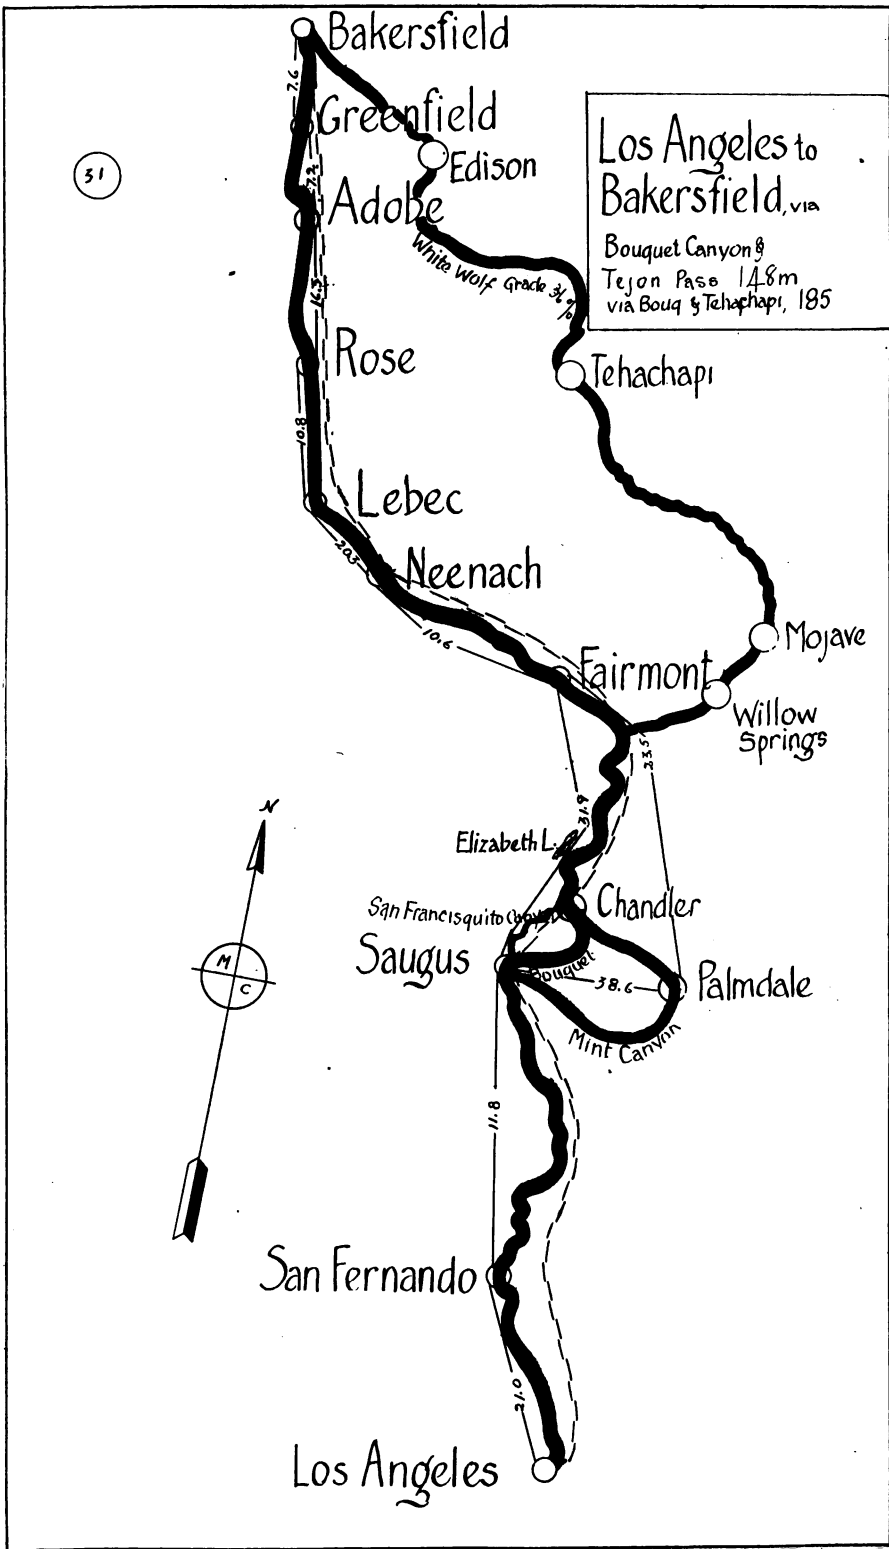 Bakersfield
7.6
Greenfield
Edison
31
7.2
Adobe
White Wolf Grade
Los Angeles to
Bakersfield, via
Bouquet Canyon &
Tejon Pass 148m
via Bouq & Tehachapi, 185
16.5
Rose
Tehachapi
10.8
Lebec
20.3
Neenach
10.6
Mojave
Fairmont
Willow
Springs
23.5
31.9
N
Elizabeth L.
San Francisquito Canyon
Chandler
Saugus
Bouquet
38.6
Palmdale
M
C
Mint Canyon
11.8
San Fernando
21.0
Los Angeles